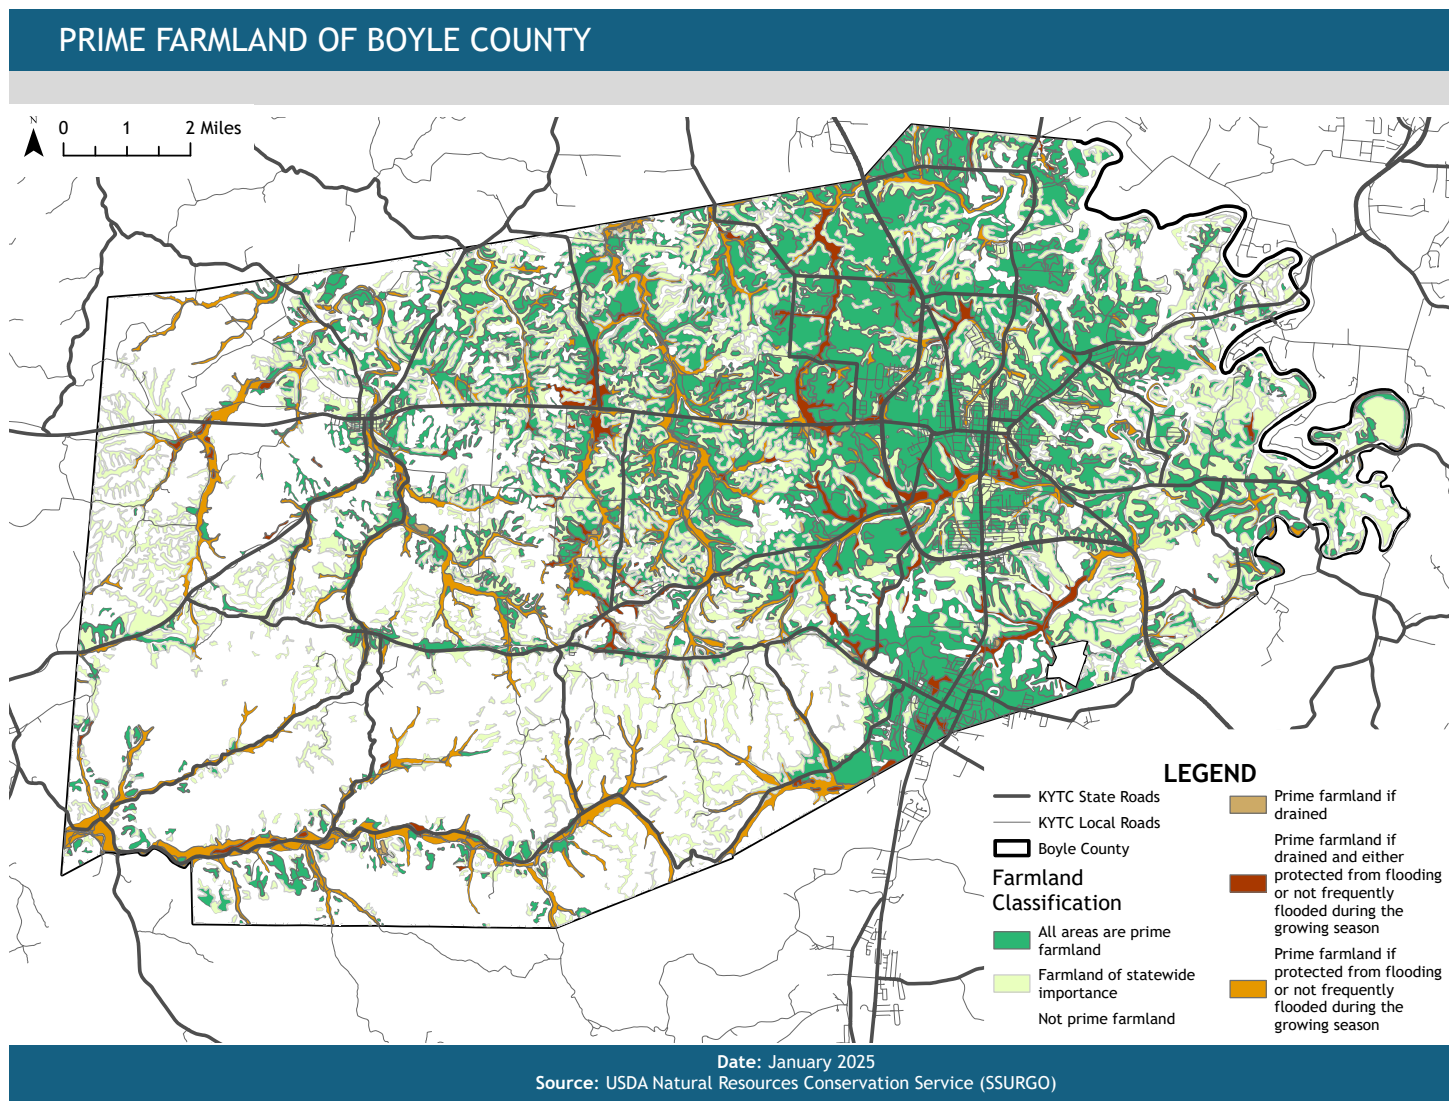 PRIME FARMLAND OF BOYLE COUNTY
N
0 1 2 Miles
LEGEND
KYTC State Roads
KYTC Local Roads
Boyle County
Farmland
Classification
All areas are prime
farmland
Farmland of statewide
importance
Not prime farmland
Prime farmland if
drained
Prime farmland if
drained and either
protected from flooding
or not frequently
flooded during the
growing season
Prime farmland if
protected from flooding
or not frequently
flooded during the
growing season
Date: January 2025
Source: USDA Natural Resources Conservation Service (SSURGO)